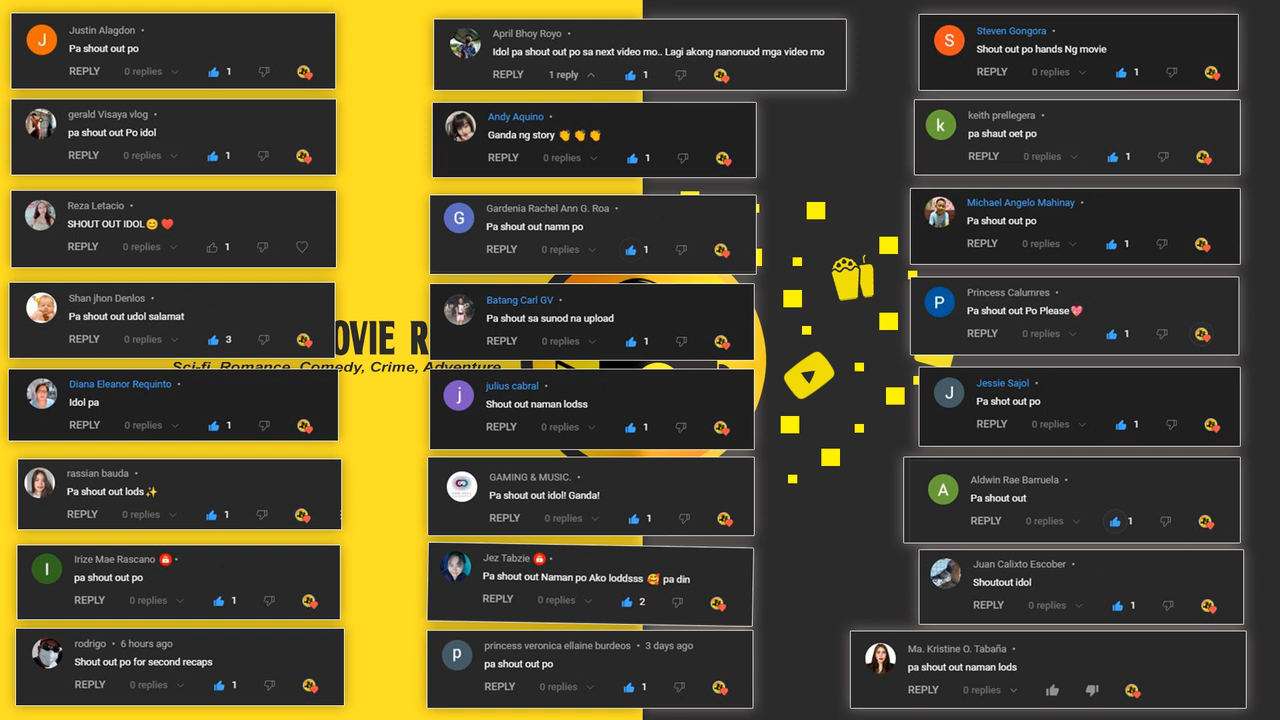 Justin Alagdon •
Pa shout out po
REPLY 0 replies 1
gerald Visaya vlog •
pa shout out Po idol
REPLY 0 replies 1
Reza Letacio •
SHOUT OUT IDOL😊 ❤️
REPLY 0 replies 1
Shan jhon Denlos •
Pa shout out udol salamat
REPLY 0 replies 3
OVIE R
Sci-fi, Romance, Comedy, Crime, Adventure
Diana Eleanor Requinto •
Idol pa
REPLY 0 replies 1
rassian bauda •
Pa shout out lods✨
REPLY 0 replies 1
I
Irize Mae Rascano •
pa shout out po
REPLY 0 replies 1
rodrigo • 6 hours ago
Shout out po for second recaps
REPLY 0 replies 1
April Bhoy Royo •
Idol pa shout out po sa next video mo.. Lagi akong nanonuod mga video mo
REPLY 1 reply 1
Andy Aquino •
Ganda ng story 👏 👏 👏
REPLY 0 replies 1
G
Gardenia Rachel Ann G. Roa •
Pa shout out namn po
REPLY 0 replies 1
Batang Carl GV •
Pa shout sa sunod na upload
REPLY 0 replies 1
j
julius cabral •
Shout out naman lodss
REPLY 0 replies 1
GAMING & MUSIC. •
Pa shout out idol! Ganda!
REPLY 0 replies 1
Jez Tabzie •
Pa shout out Naman po Ako loddsss 🥰 pa din
REPLY 0 replies 2
p
princess veronica ellaine burdeos • 3 days ago
pa shout out po
REPLY 0 replies 1
S
Steven Gongora •
Shout out po hands Ng movie
REPLY 0 replies 1
k
keith prellegera •
pa shaut oet po
REPLY 0 replies 1
Michael Angelo Mahinay •
Pa shout out po
REPLY 0 replies 1
P
Princess Calumres •
Pa shout out Po Please💖
REPLY 0 replies 1
J
Jessie Sajol •
Pa shot out po
REPLY 0 replies 1
A
Aldwin Rae Barruela •
Pa shout out
REPLY 0 replies 1
Juan Calixto Escober •
Shoutout idol
REPLY 0 replies 1
Ma. Kristine O. Tabaña •
pa shout out naman lods
REPLY 0 replies